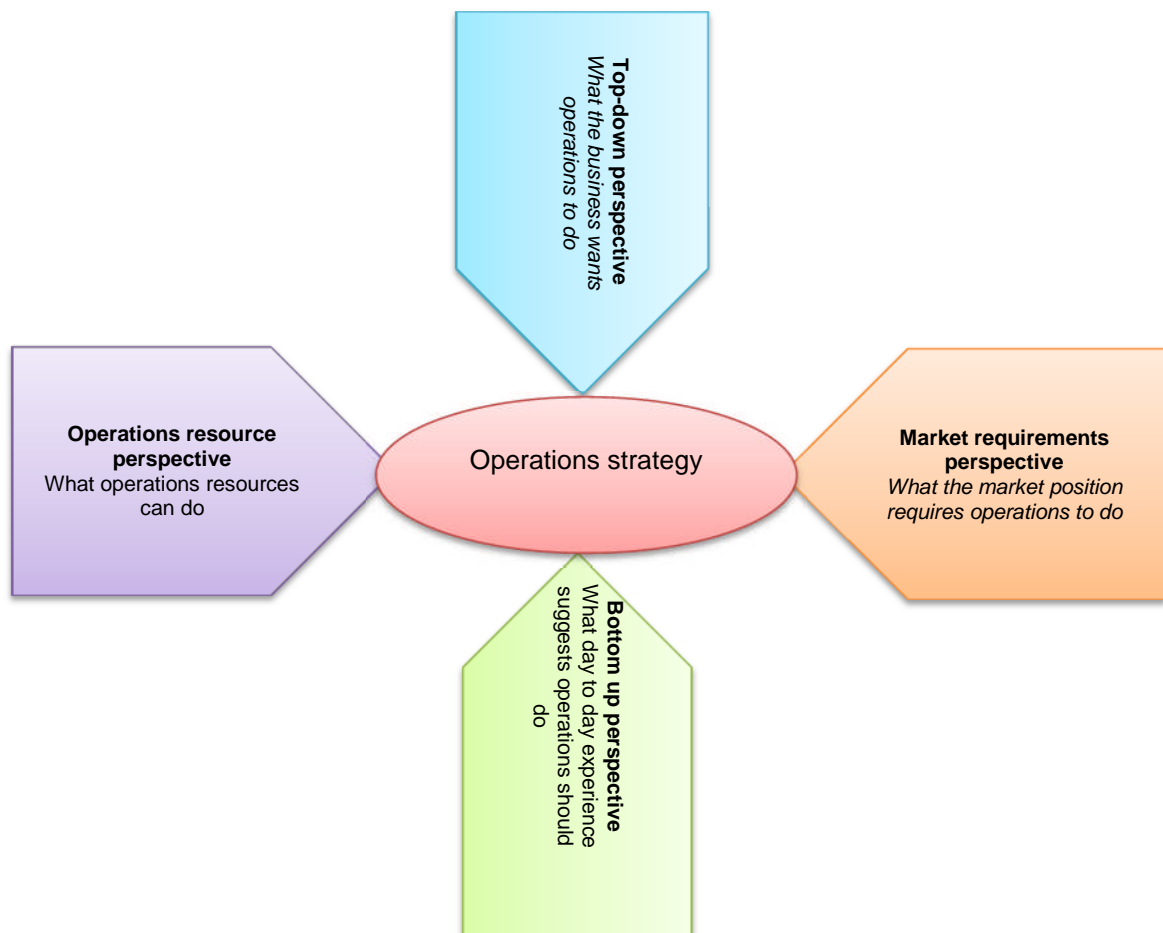 Top-down perspective
What the business wants
operations to do
Operations resource
perspective
What operations resources
can do
Operations strategy
Market requirements
perspective
What the market position
requires operations to do
Bottom up perspective
What day to day experience
suggests operations should
do